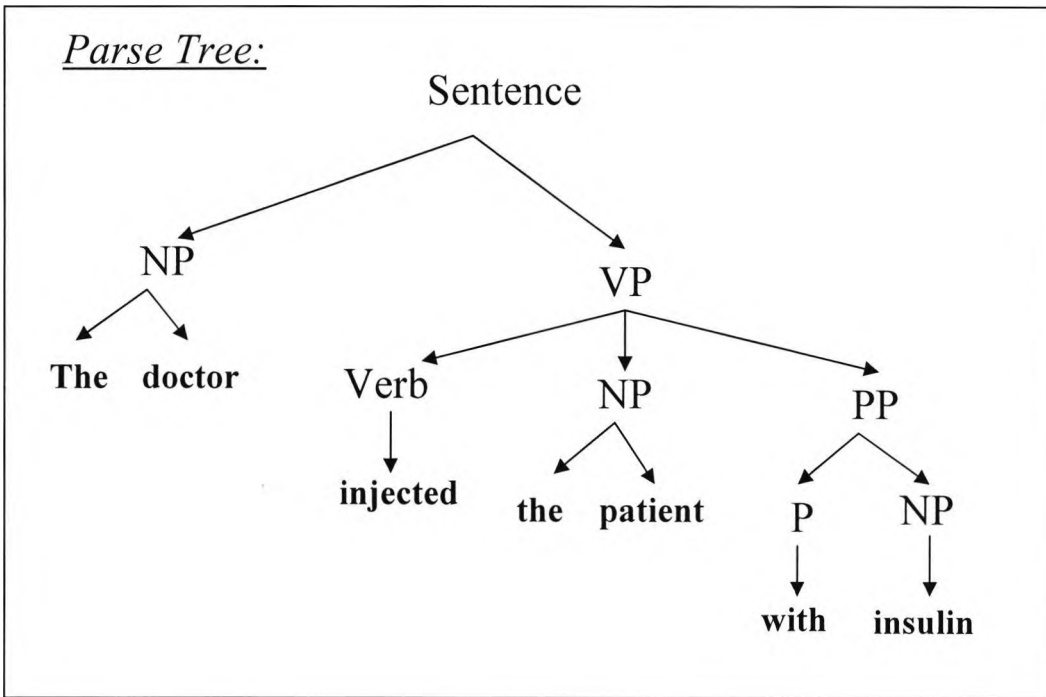 Parse Tree:
Sentence
NP
VP
The doctor
Verb
NP
PP
injected
the patient
P
NP
with
insulin